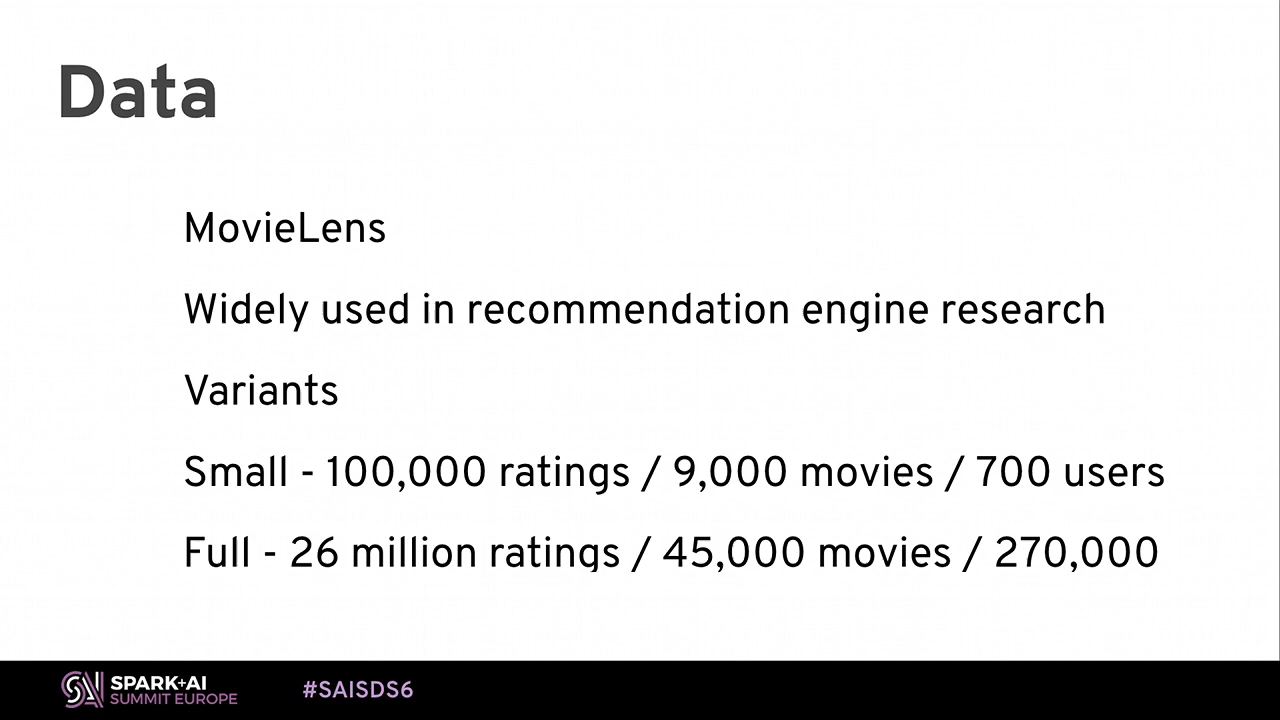 Data
MovieLens
Widely used in recommendation engine research
Variants
Small - 100,000 ratings / 9,000 movies / 700 users
Full - 26 million ratings / 45,000 movies / 270,000
SPARK+AI
SUMMIT EUROPE
#SAISDS6